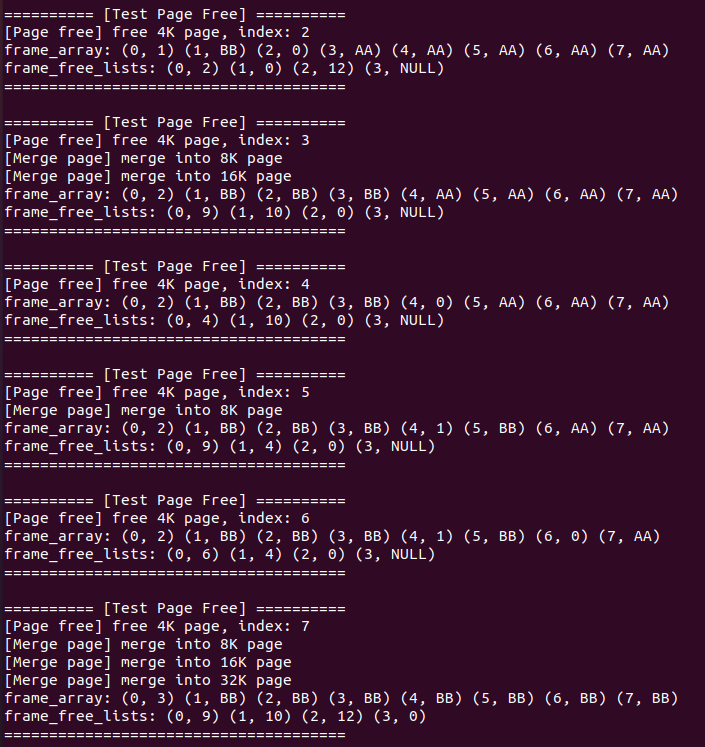 ========== [Test Page Free] ==========
[Page free] free 4K page, index: 2
frame_array: (0, 1) (1, BB) (2, 0) (3, AA) (4, AA) (5, AA) (6, AA) (7, AA)
frame_free_lists: (0, 2) (1, 0) (2, 12) (3, NULL)
======================================
========== [Test Page Free] ==========
[Page free] free 4K page, index: 3
[Merge page] merge into 8K page
[Merge page] merge into 16K page
frame_array: (0, 2) (1, BB) (2, BB) (3, BB) (4, AA) (5, AA) (6, AA) (7, AA)
frame_free_lists: (0, 9) (1, 10) (2, 0) (3, NULL)
======================================
========== [Test Page Free] ==========
[Page free] free 4K page, index: 4
frame_array: (0, 2) (1, BB) (2, BB) (3, BB) (4, 0) (5, AA) (6, AA) (7, AA)
frame_free_lists: (0, 4) (1, 10) (2, 0) (3, NULL)
======================================
========== [Test Page Free] ==========
[Page free] free 4K page, index: 5
[Merge page] merge into 8K page
frame_array: (0, 2) (1, BB) (2, BB) (3, BB) (4, 1) (5, BB) (6, AA) (7, AA)
frame_free_lists: (0, 9) (1, 4) (2, 0) (3, NULL)
======================================
========== [Test Page Free] ==========
[Page free] free 4K page, index: 6
frame_array: (0, 2) (1, BB) (2, BB) (3, BB) (4, 1) (5, BB) (6, 0) (7, AA)
frame_free_lists: (0, 6) (1, 4) (2, 0) (3, NULL)
======================================
========== [Test Page Free] ==========
[Page free] free 4K page, index: 7
[Merge page] merge into 8K page
[Merge page] merge into 16K page
[Merge page] merge into 32K page
frame_array: (0, 3) (1, BB) (2, BB) (3, BB) (4, BB) (5, BB) (6, BB) (7, BB)
frame_free_lists: (0, 9) (1, 10) (2, 12) (3, 0)
======================================